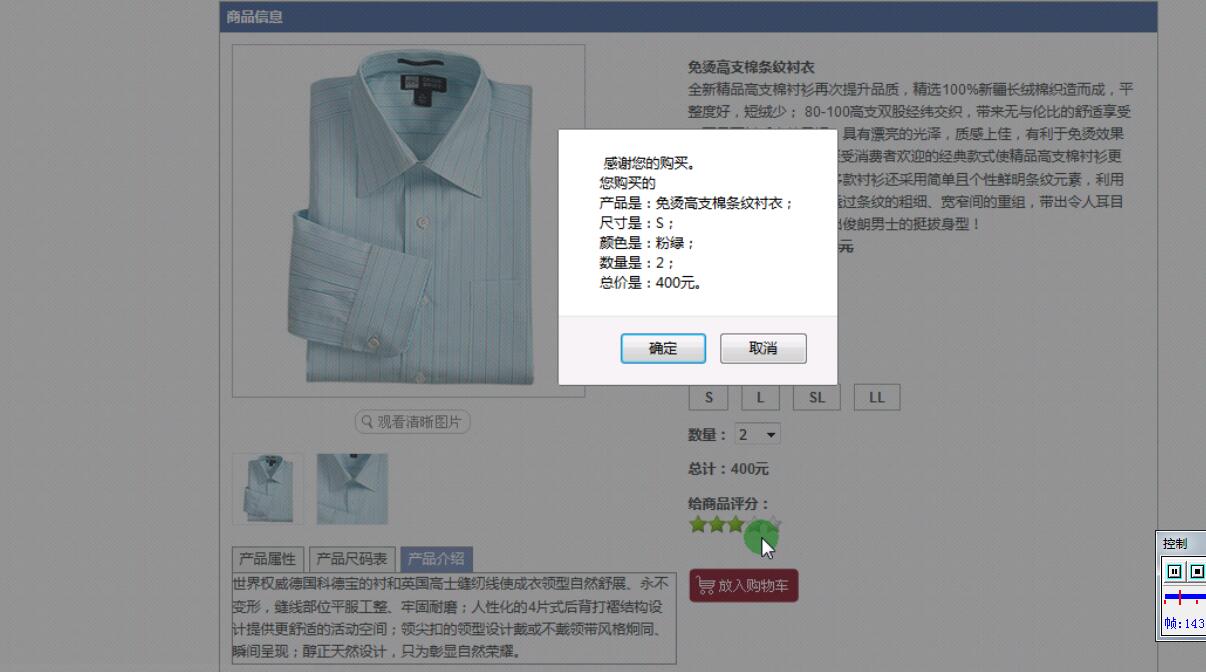 商品信息
免烫高支棉条纹衬衣
全新精品高支棉衬衫再次提升品质，精选100%新疆长绒棉织造而成，平
整度好，短绒少； 80-100高支双股经纬交织，带来无与伦比的舒适享受
具有漂亮的光泽，质感上佳，有利于免烫效果
受消费者欢迎的经典款式使精品高支棉衬衫更
款衬衫还采用简单且个性鲜明条纹元素，利用
过条纹的粗细、宽窄间的重组，带出令人耳目
俊朗男士的挺拔身型！
元
感谢您的购买。
您购买的
产品是：免烫高支棉条纹衬衣；
尺寸是：S；
颜色是：粉绿；
数量是：2；
总价是：400元。
确定 取消
S L SL LL
观看清晰图片
数量： 2
总计：400元
给商品评分：
放入购物车
产品属性 产品尺码表 产品介绍
世界权威德国科德宝的衬和英国高士缝纫线使成衣领型自然舒展、永不
变形，缝线部位平服工整、牢固耐磨；人性化的4片式后背打褶结构设
计提供更舒适的活动空间；领尖扣的领型设计戴或不戴领带风格炯同、
瞬间呈现；醇正天然设计，只为彰显自然荣耀。
控制
帧:143